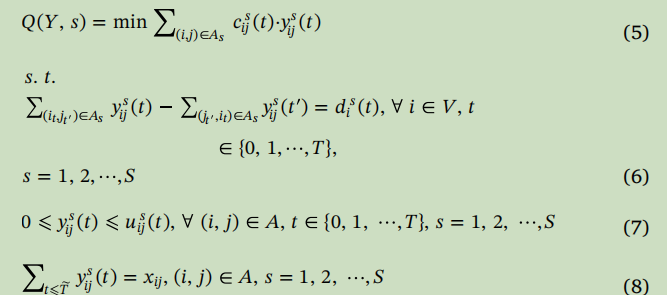 Q(Y, s) = min ∑_{(i,j)∈A_s} c_{ij}^s(t)·y_{ij}^s(t) (5)
s. t.
∑_{(i_t,j_{t′})∈A_s} y_{ij}^s(t) − ∑_{(j_{t′},i_t)∈A_s} y_{ij}^s(t′) = d_i^s(t), ∀ i ∈ V, t
∈ {0, 1, ⋯, T},
s = 1, 2, ⋯, S (6)
0 ⩽ y_{ij}^s(t) ⩽ u_{ij}^s(t), ∀ (i, j) ∈ A, t ∈ {0, 1, ⋯, T}, s = 1, 2, ⋯, S (7)
∑_{t⩽T̃} y_{ij}^s(t) = x_{ij}, (i, j) ∈ A, s = 1, 2, ⋯, S (8)